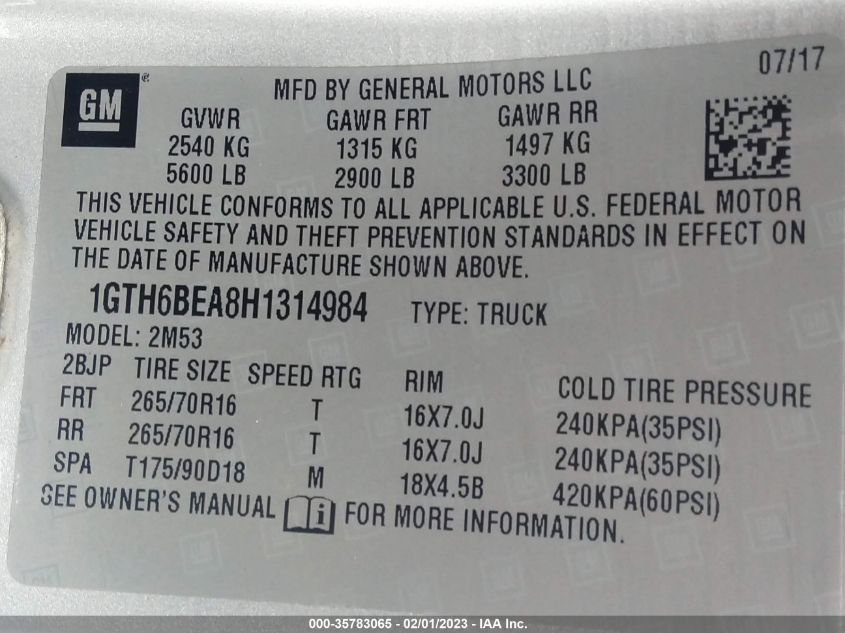 07/17
GM ®
MFD BY GENERAL MOTORS LLC
GVWR GAWR FRT GAWR RR
2540 KG 1315 KG 1497 KG
5600 LB 2900 LB 3300 LB
THIS VEHICLE CONFORMS TO ALL APPLICABLE U.S. FEDERAL MOTOR
VEHICLE SAFETY AND THEFT PREVENTION STANDARDS IN EFFECT ON
THE DATE OF MANUFACTURE SHOWN ABOVE.
1GTH6BEA8H1314984 TYPE: TRUCK
MODEL: 2M53
2BJP TIRE SIZE SPEED RTG RIM COLD TIRE PRESSURE
FRT 265/70R16 T 16X7.0J 240KPA(35PSI)
RR 265/70R16 T 16X7.0J 240KPA(35PSI)
SPA T175/90D18 M 18X4.5B 420KPA(60PSI)
SEE OWNER'S MANUAL i FOR MORE INFORMATION.
000-35783065 - 02/01/2023 - IAA Inc.